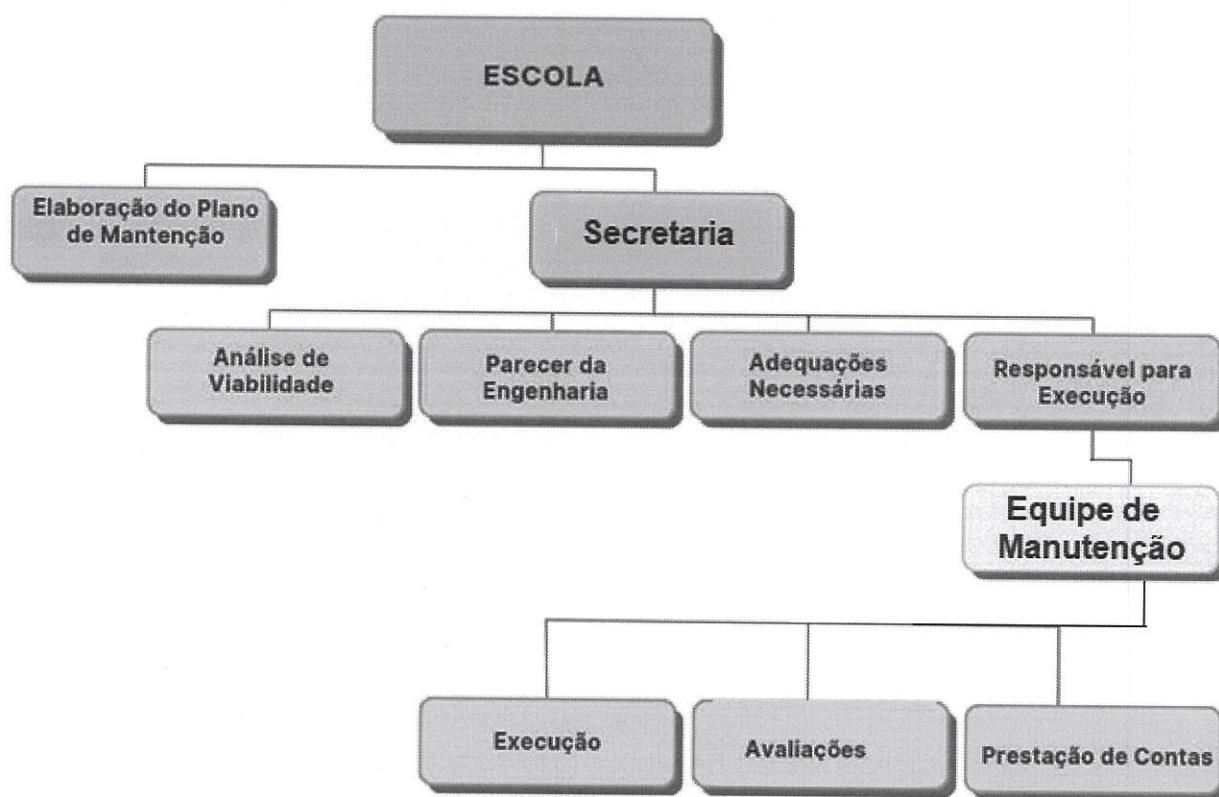 ESCOLA
Elaboração do Plano
de Mantenção
Secretaria
Análise de
Viabilidade
Parecer da
Engenharia
Adequações
Necessárias
Responsável para
Execução
Equipe de
Manutenção
Execução
Avaliações
Prestação de Contas